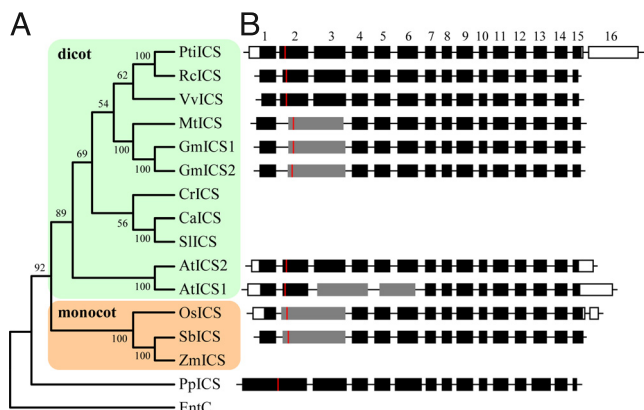 A
B
1 2 3 4 5 6 7 8 9 10 11 12 13 14 15 16
dicot
PtiICS
RcICS
VvICS
MtICS
GmICS1
GmICS2
CrICS
CaICS
SlICS
AtICS2
AtICS1
monocot
OsICS
SbICS
ZmICS
PpICS
EntC
100
62
54
100
100
69
56
100
89
100
92
100
100